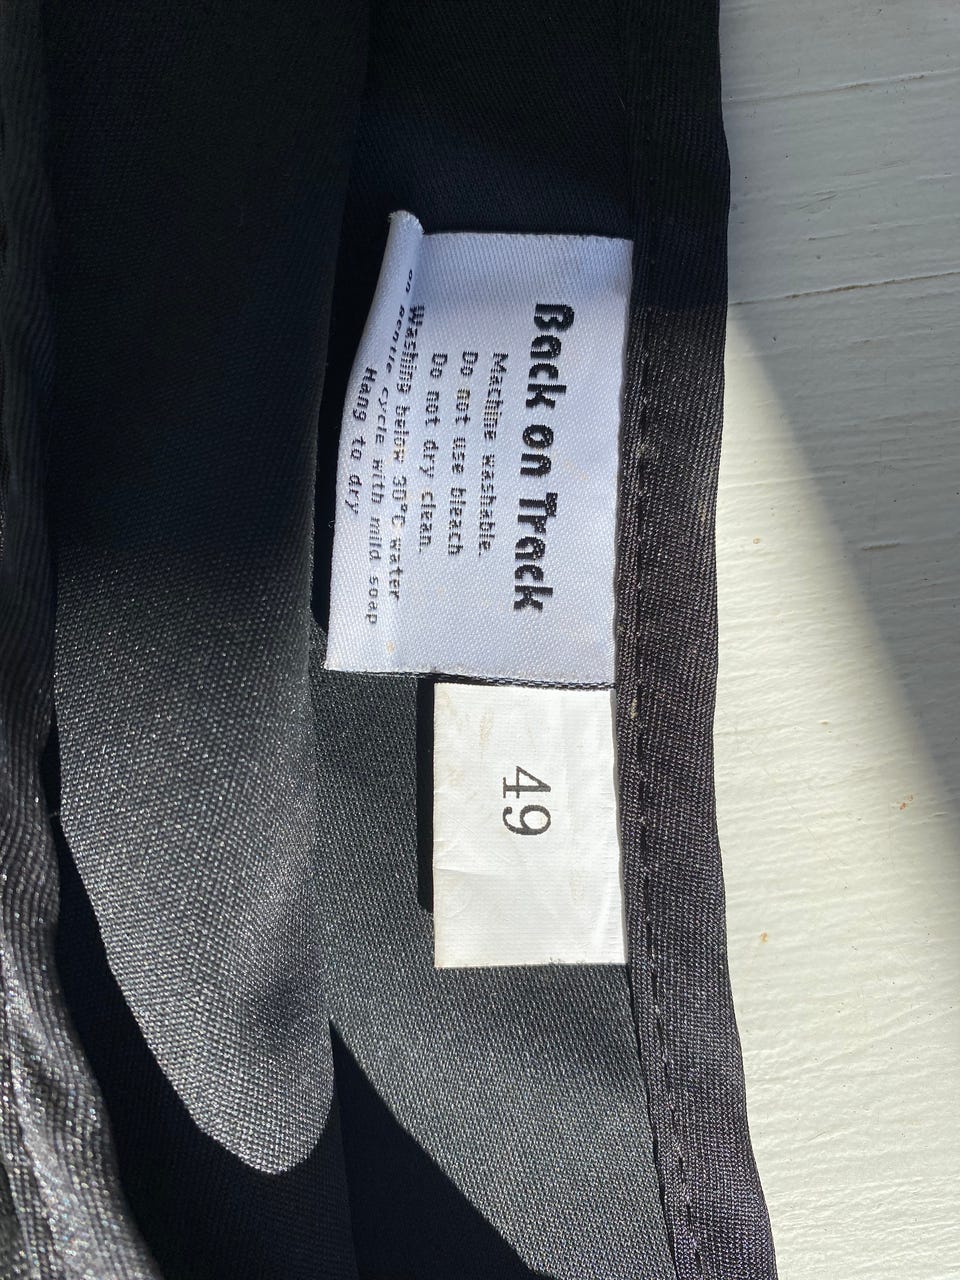 Back on Track
Machine washable.
Do not use bleach
Do not dry clean.
Washing below 30°C water
on gentle cycle with mild soap
Hang to dry
49